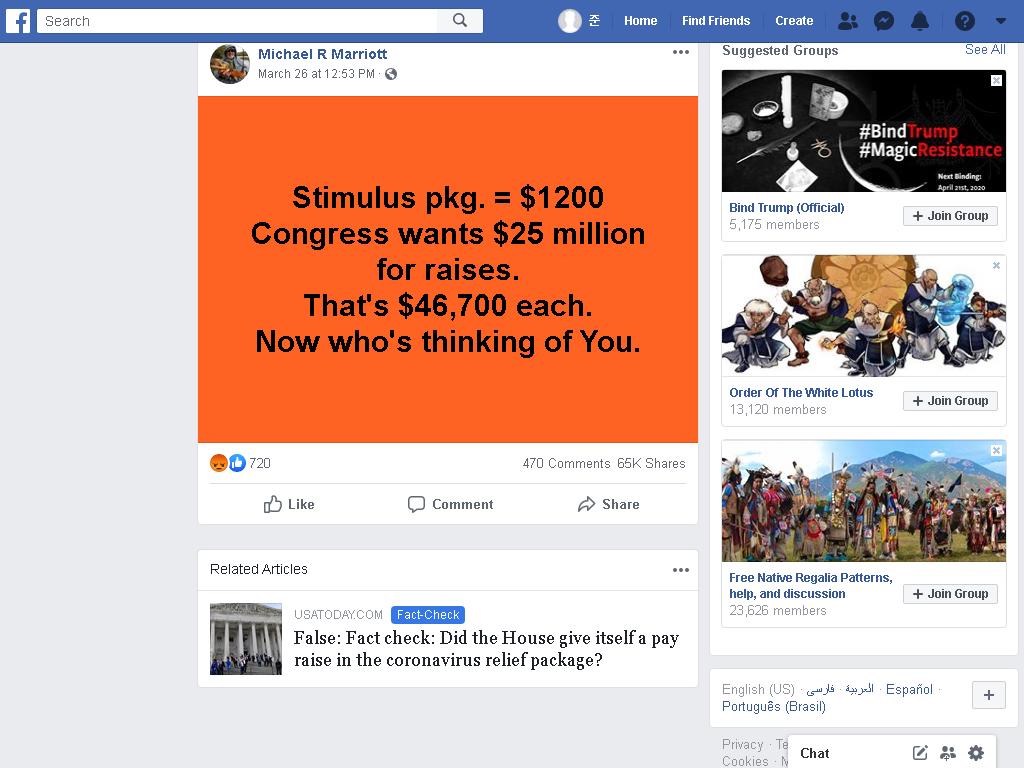 Search
준
Home
Find Friends
Create
Michael R Marriott
March 26 at 12:53 PM ·
Stimulus pkg. = $1200
Congress wants $25 million
for raises.
That's $46,700 each.
Now who's thinking of You.
720
470 Comments 65K Shares
Like
Comment
Share
Related Articles
USATODAY.COM Fact-Check
False: Fact check: Did the House give itself a pay
raise in the coronavirus relief package?
Suggested Groups
See All
#BindTrump
#MagicResistance
Next Binding:
April 21st, 2020
Bind Trump (Official)
5,175 members
+ Join Group
Order Of The White Lotus
13,120 members
+ Join Group
Free Native Regalia Patterns,
help, and discussion
23,626 members
+ Join Group
English (US) · فارسی · العربية · Español ·
Português (Brasil)
Privacy · Te
Cookies · M
Chat